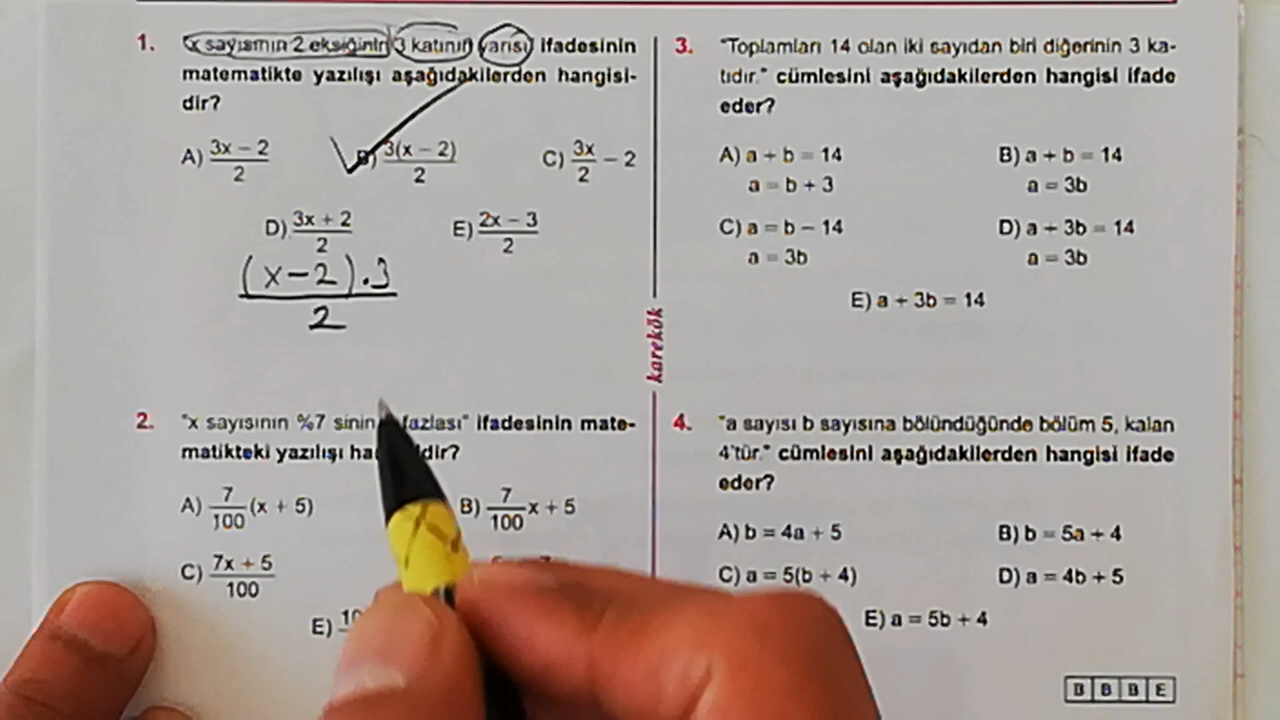 1. x sayısının 2 eksiğinin 3 katının yarısı ifadesinin
matematikte yazılışı aşağıdakilerden hangisi-
dir?
A) 3x − 2 / 2 B) 3(x − 2) / 2 C) 3x / 2 − 2
D) 3x + 2 / 2 E) 2x − 3 / 2
(x − 2) . 3 / 2
2. "x sayısının %7 sinin fazlası" ifadesinin mate-
matikteki yazılışı
A) 7/100 (x + 5) B) 7/100 x + 5
C) 7x + 5 / 100
E)
3. "Toplamları 14 olan iki sayıdan biri diğerinin 3 ka-
tıdır." cümlesini aşağıdakilerden hangisi ifade
eder?
A) a + b = 14 B) a + b = 14
a = b + 3 a = 3b
C) a = b − 14 D) a + 3b = 14
a = 3b a = 3b
E) a + 3b = 14
karekök
4. "a sayısı b sayısına bölündüğünde bölüm 5, kalan
4'tür." cümlesini aşağıdakilerden hangisi ifade
eder?
A) b = 4a + 5 B) b = 5a + 4
C) a = 5(b + 4) D) a = 4b + 5
E) a = 5b + 4
B B B E